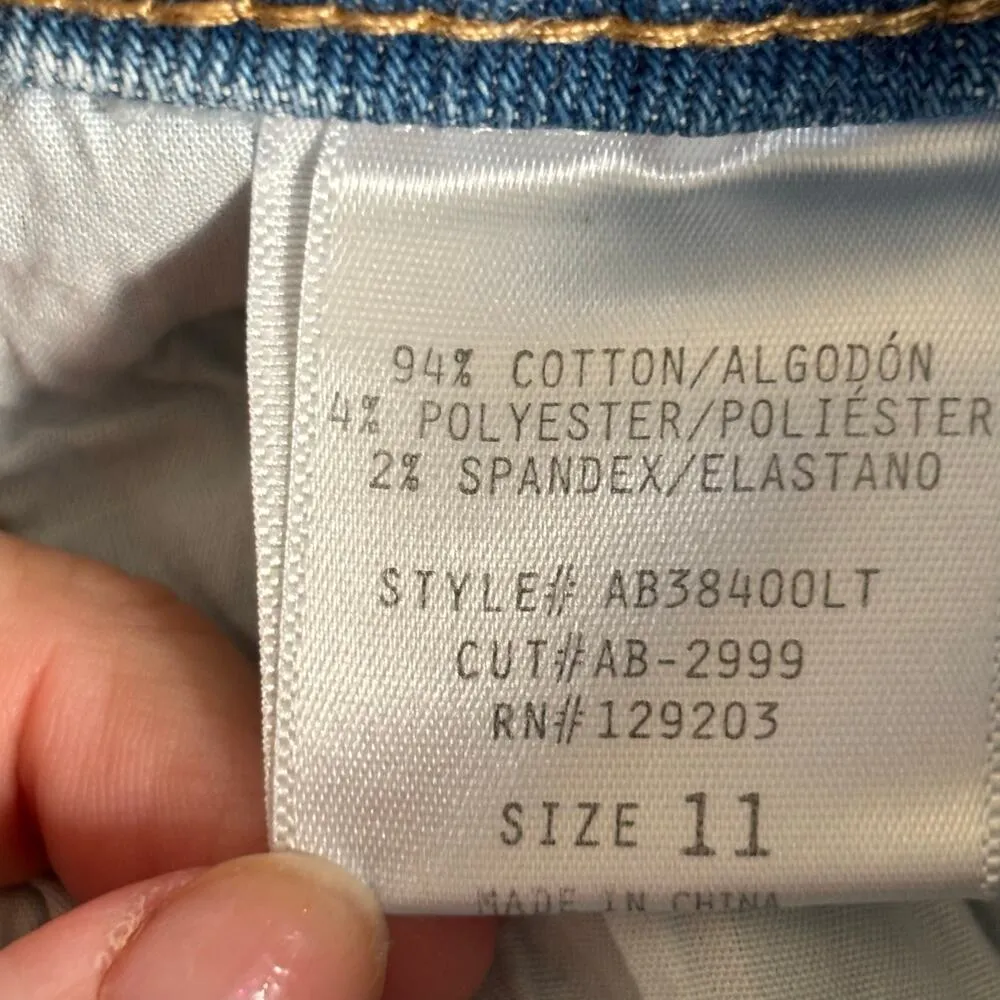 94% COTTON/ALGODÓN
4% POLYESTER/POLIÉSTER
2% SPANDEX/ELASTANO
STYLE# AB38400LT
CUT#AB-2999
RN#129203
SIZE 11
MADE IN CHINA